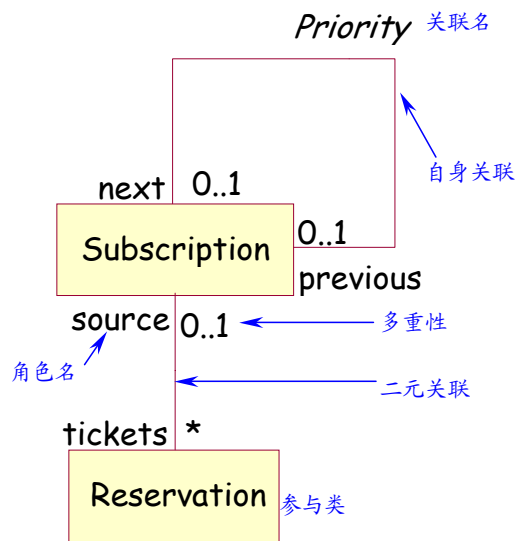 Priority 关联名
自身关联
next 0..1
Subscription
0..1
previous
source 0..1
多重性
角色名
二元关联
tickets *
Reservation
参与类